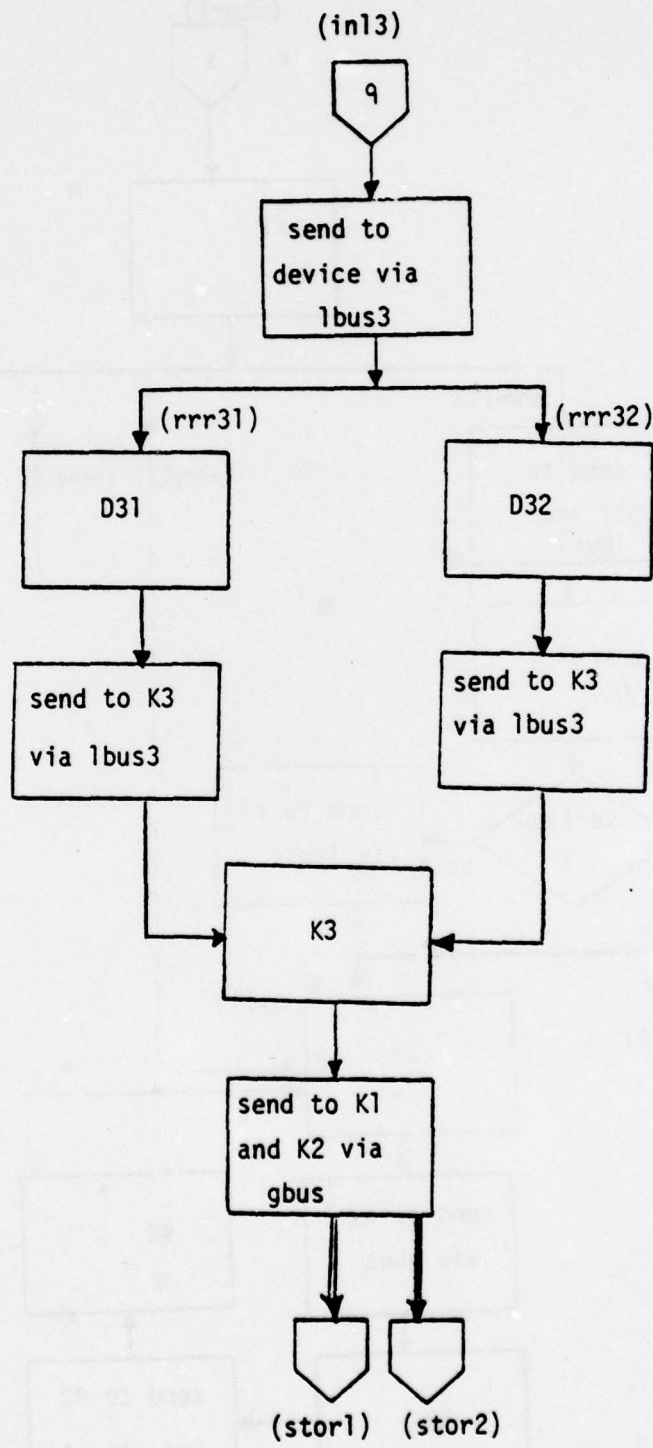 (inl3)
9
send to
device via
lbus3
(rrr31)
(rrr32)
D31
D32
send to K3
via lbus3
send to K3
via lbus3
K3
send to K1
and K2 via
gbus
(stor1)
(stor2)